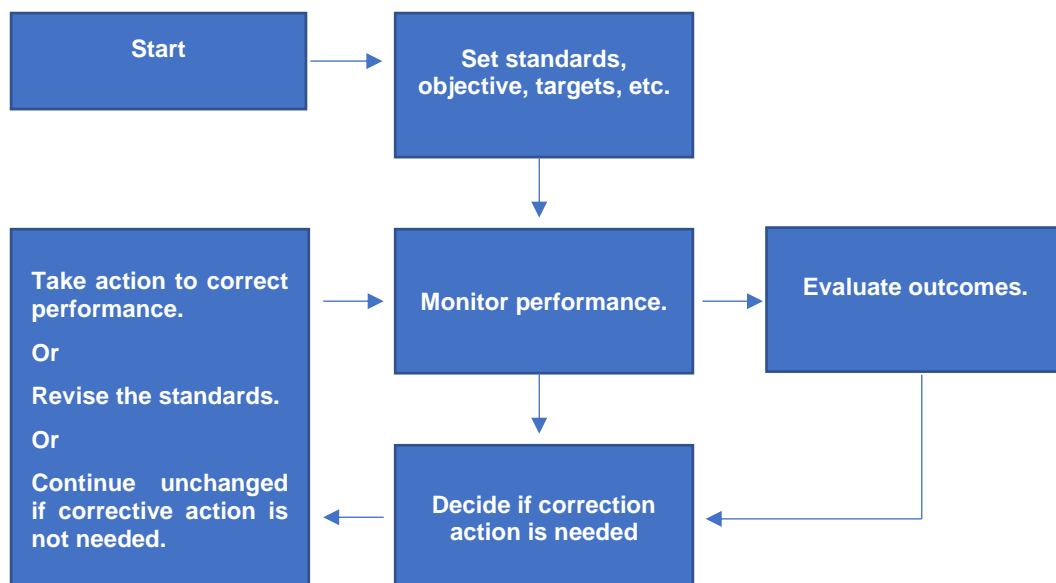 Start
Set standards,
objective, targets, etc.
Take action to correct
performance.
Or
Revise the standards.
Or
Continue unchanged
if corrective action is
not needed.
Monitor performance.
Evaluate outcomes.
Decide if correction
action is needed